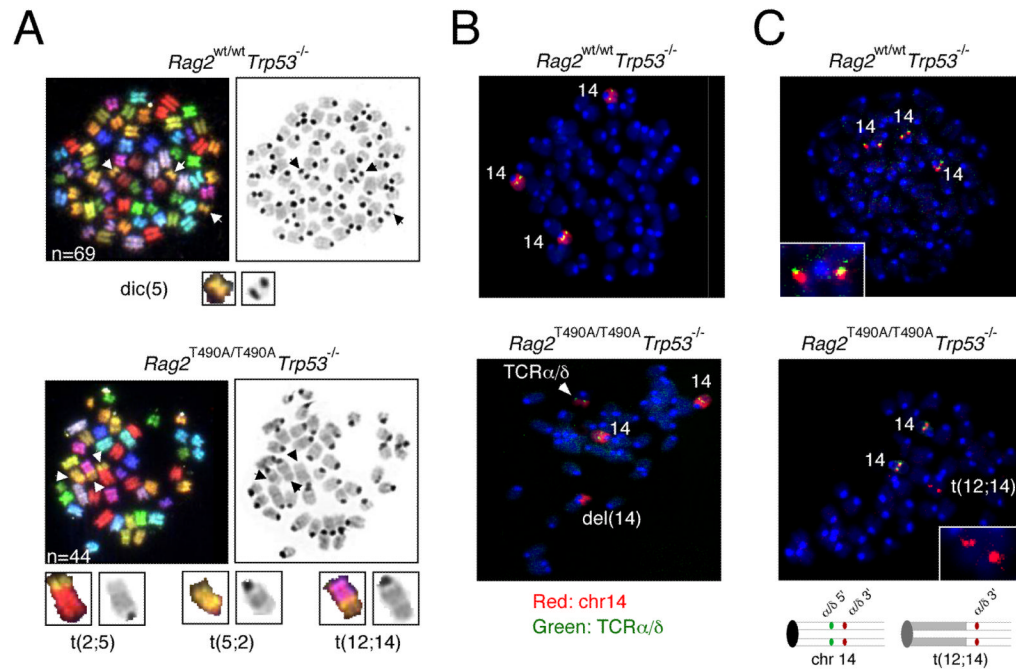 A
Rag2wt/wtTrp53-/-
n=69
dic(5)
Rag2T490A/T490ATrp53-/-
n=44
t(2;5)
t(5;2)
t(12;14)
B
Rag2wt/wtTrp53-/-
14
14
14
Rag2T490A/T490ATrp53-/-
TCRα/δ
14
14
del(14)
Red: chr14
Green: TCRα/δ
C
Rag2wt/wtTrp53-/-
14
14
14
Rag2T490A/T490ATrp53-/-
14
14
t(12;14)
α/δ 5'
α/δ 3'
α/δ 3'
chr 14
t(12;14)